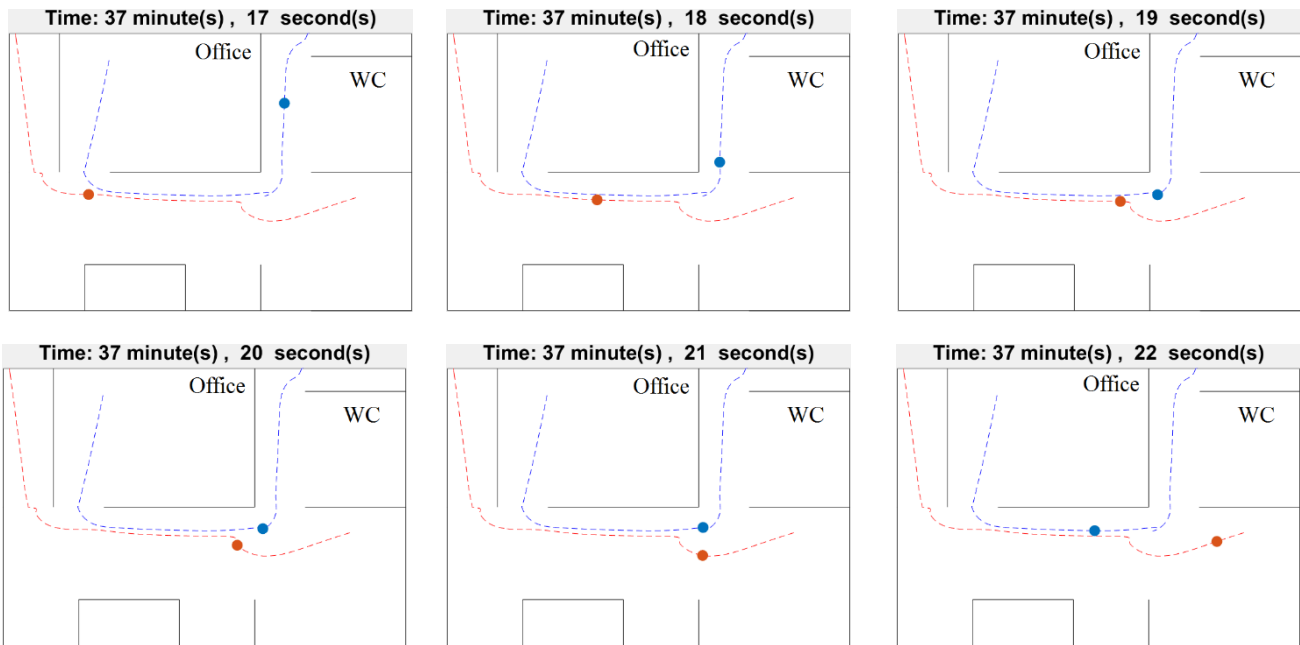 Time: 37 minute(s) ,  17  second(s)
Office
WC
Time: 37 minute(s) ,  18  second(s)
Office
WC
Time: 37 minute(s) ,  19  second(s)
Office
WC
Time: 37 minute(s) ,  20  second(s)
Office
WC
Time: 37 minute(s) ,  21  second(s)
Office
WC
Time: 37 minute(s) ,  22  second(s)
Office
WC